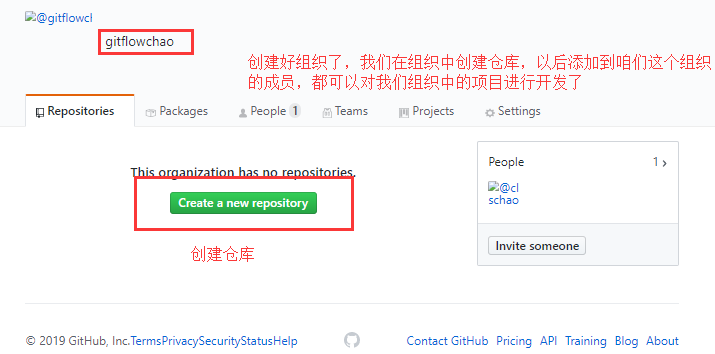 @gitflowcl
gitflowchao
创建好组织了，我们在组织中创建仓库，以后添加到咱们这个组织
的成员，都可以对我们组织中的项目进行开发了
Repositories Packages People 1 Teams Projects Settings
This organization has no repositories.
Create a new repository
创建仓库
People 1
@cl
schao
Invite someone
© 2019 GitHub, Inc.TermsPrivacySecurityStatusHelp Contact GitHub Pricing API Training Blog About